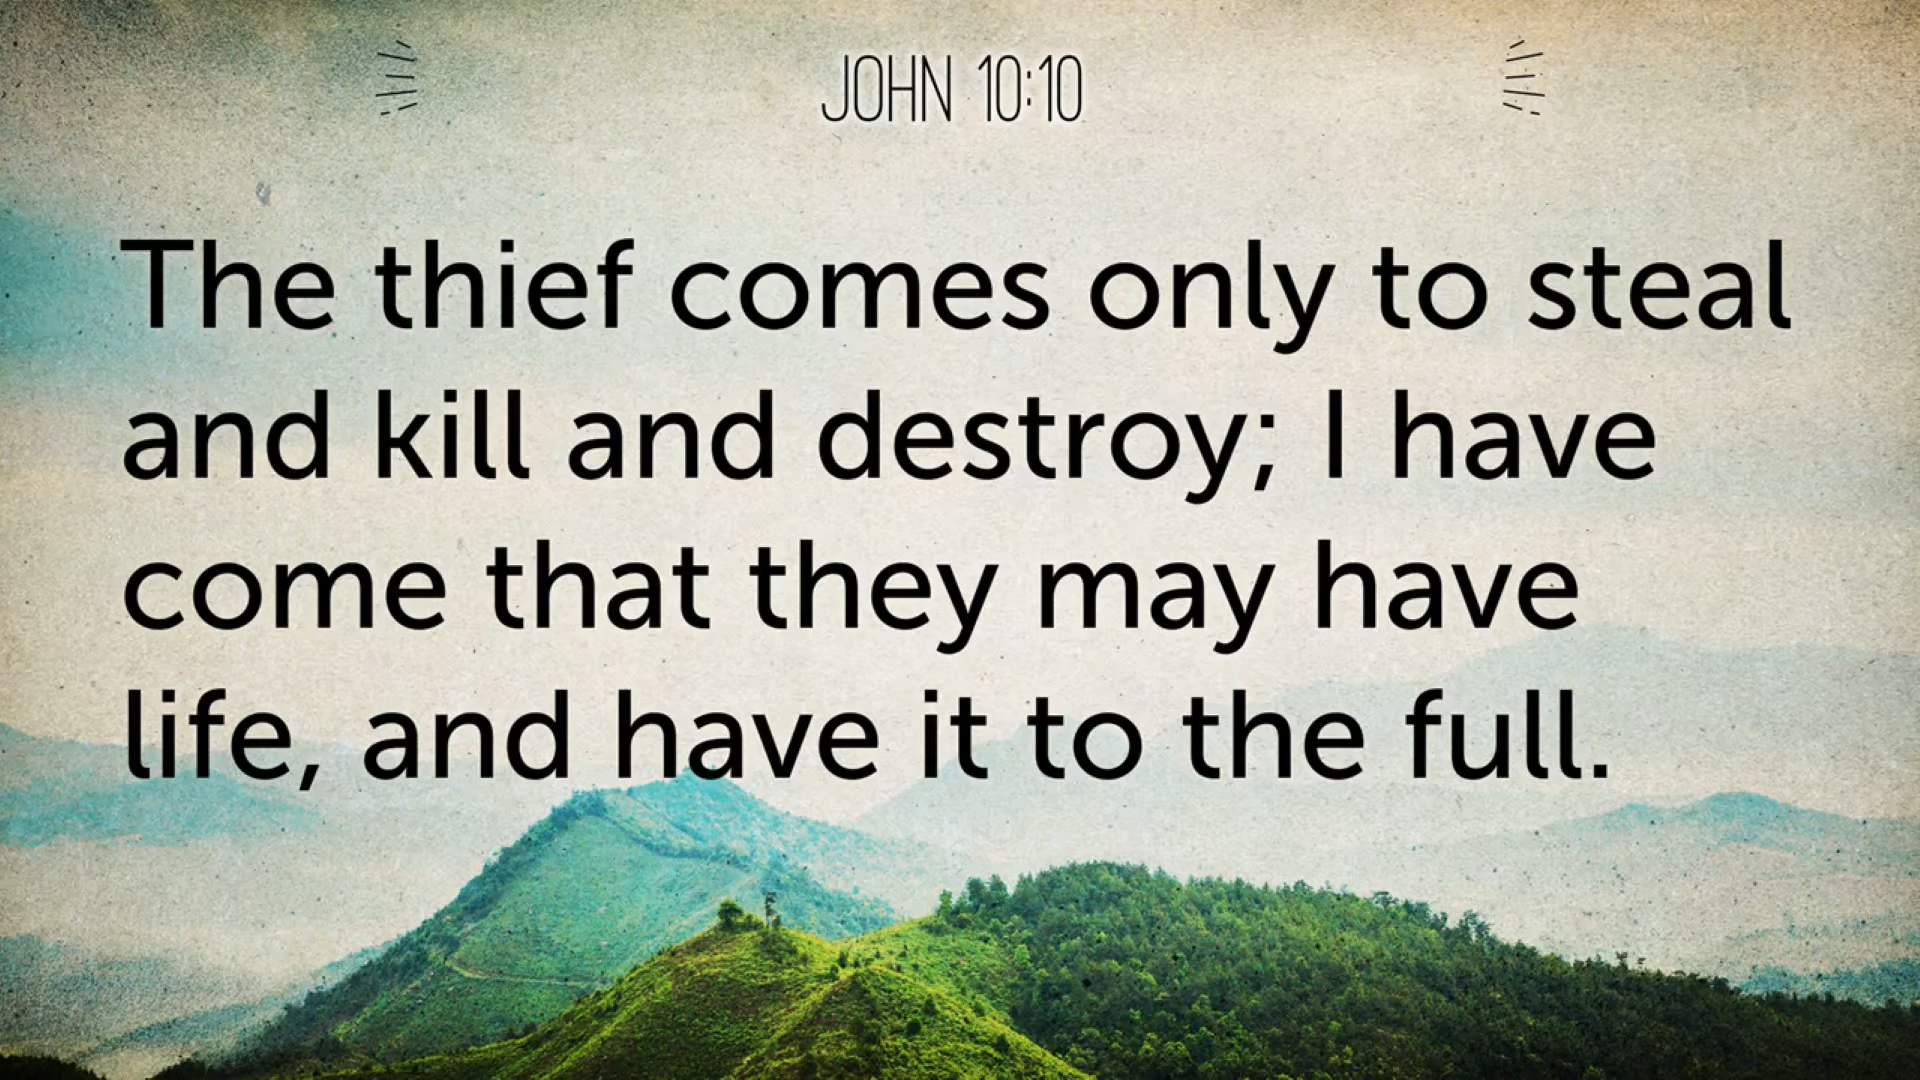 JOHN 10:10
The thief comes only to steal
and kill and destroy; I have
come that they may have
life, and have it to the full.